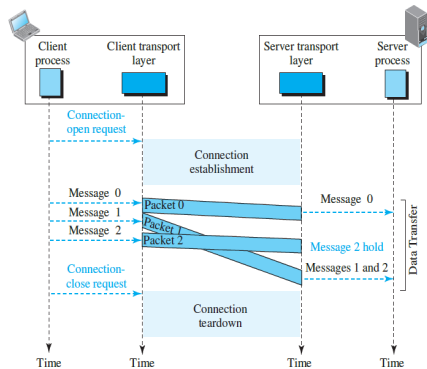 Client
process
Client transport
layer
Server transport
layer
Server
process
Connection-
open request
Connection
establishment
Message 0
Message 1
Message 2
Packet 0
Packet 1
Packet 2
Message 0
Message 2 hold
Messages 1 and 2
Data Transfer
Connection-
close request
Connection
teardown
Time
Time
Time
Time